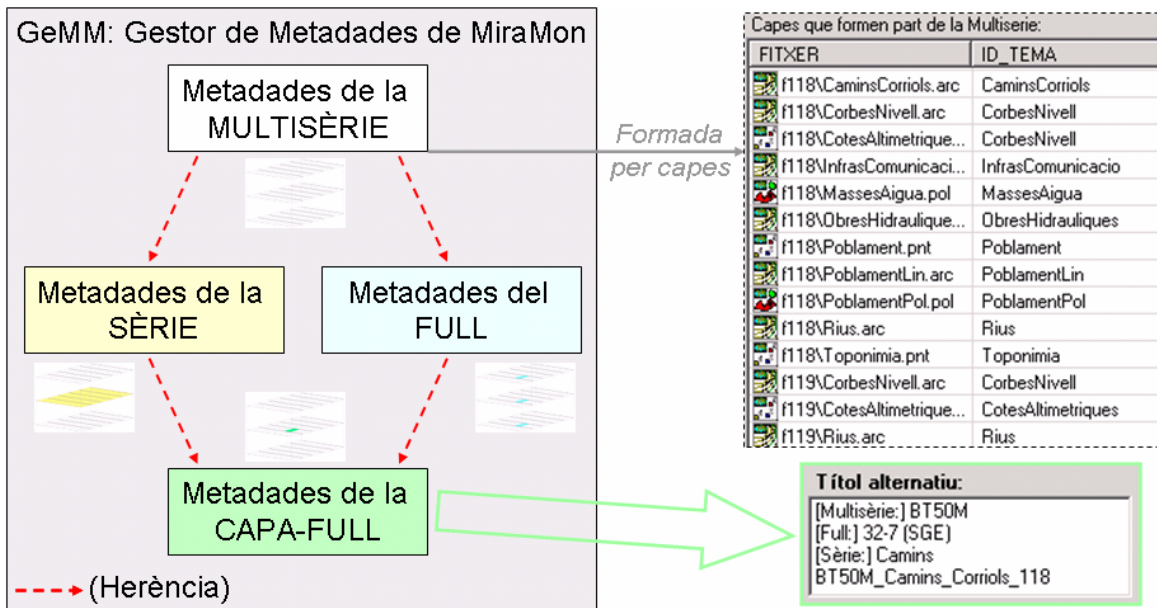 GeMM: Gestor de Metadades de MiraMon
Metadades de la
MULTISÈRIE
Metadades de la
SÈRIE
Metadades del
FULL
Metadades de la
CAPA-FULL
(Herència)
Formada
per capes
Capes que formen part de la Multiserie:
FITXER ID_TEMA
f118\CaminsCorriols.arc CaminsCorriols
f118\CorbesNivell.arc CorbesNivell
f118\CotesAltimetrique... CorbesNivell
f118\InfrasComunicaci... InfrasComunicacio
f118\MassesAigua.pol MassesAigua
f118\ObresHidraulique... ObresHidrauliques
f118\Poblament.pnt Poblament
f118\PoblamentLin.arc PoblamentLin
f118\PoblamentPol.pol PoblamentPol
f118\Rius.arc Rius
f118\Toponimia.pnt Toponimia
f119\CorbesNivell.arc CorbesNivell
f119\CotesAltimetrique... CotesAltimetriques
f119\Rius.arc Rius
Títol alternatiu:
[Multisèrie:] BT50M
[Full:] 32-7 (SGE)
[Sèrie:] Camins
BT50M_Camins_Corriols_118